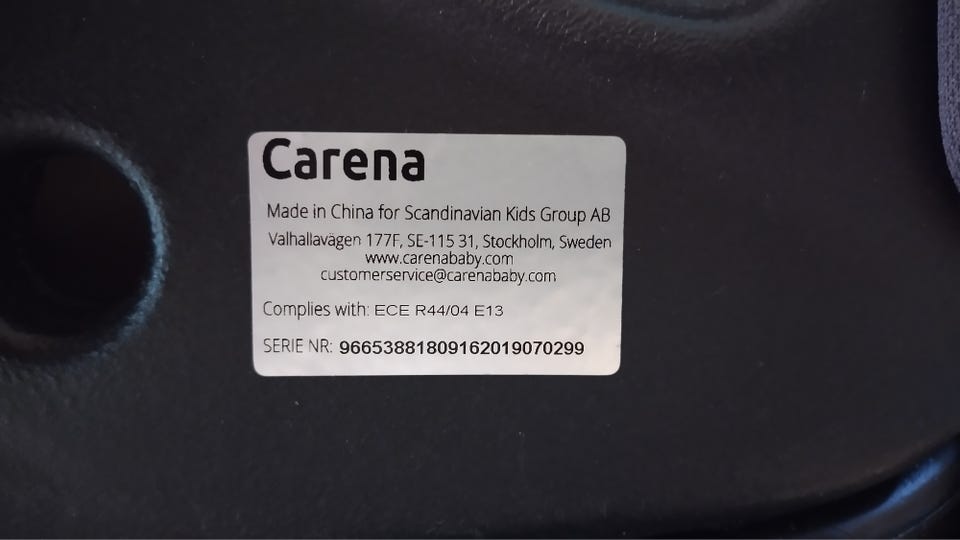 Carena
Made in China for Scandinavian Kids Group AB
Valhallavägen 177F, SE-115 31, Stockholm, Sweden
www.carenababy.com
customerservice@carenababy.com
Complies with: ECE R44/04 E13
SERIE NR: 96653881809162019070299